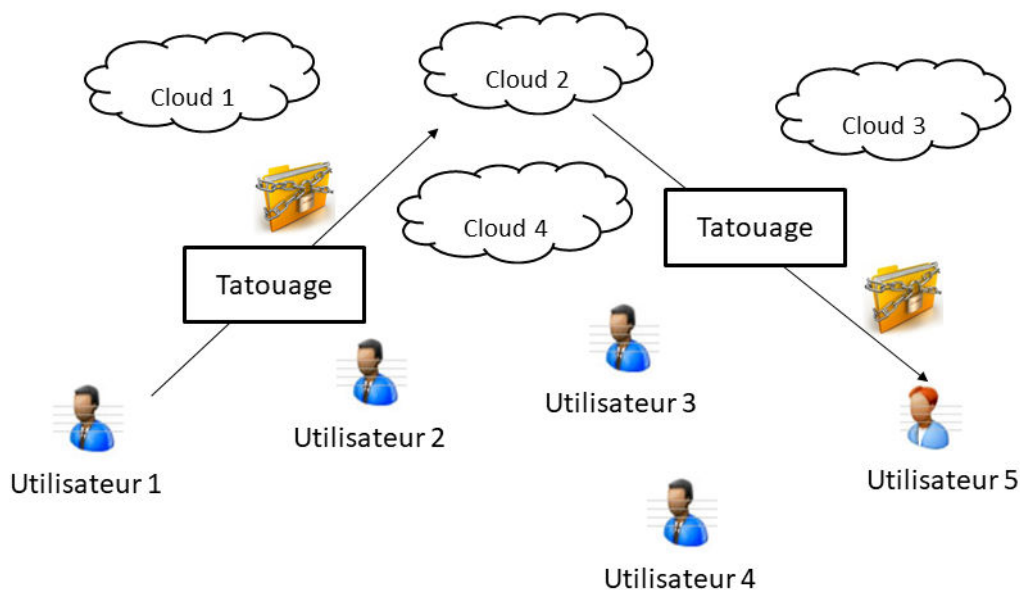 Cloud 1
Cloud 2
Cloud 3
Cloud 4
Tatouage
Tatouage
Utilisateur 1
Utilisateur 2
Utilisateur 3
Utilisateur 4
Utilisateur 5